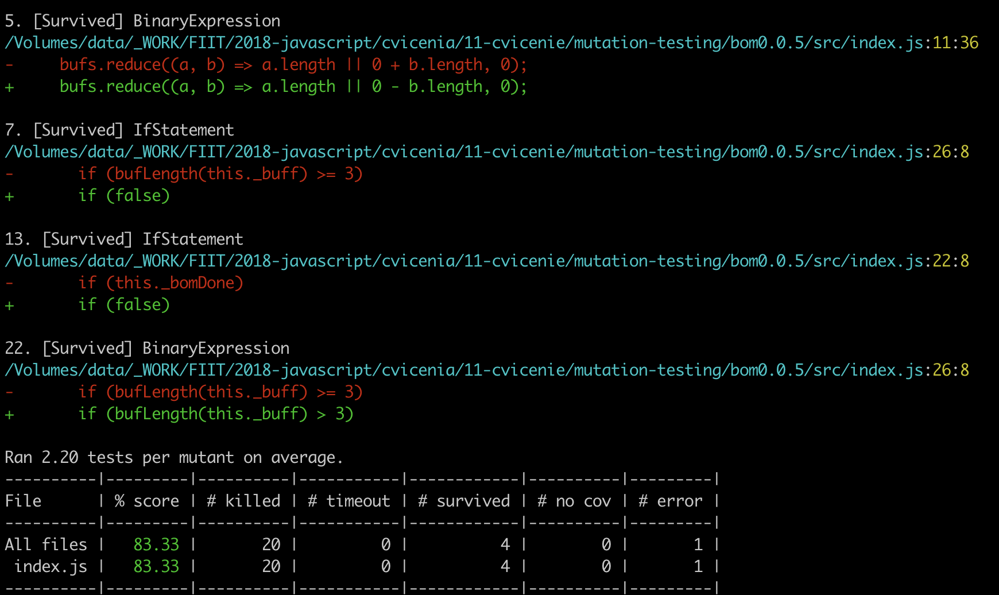 5. [Survived] BinaryExpression
/Volumes/data/_WORK/FIIT/2018-javascript/cvicenia/11-cvicenie/mutation-testing/bom0.0.5/src/index.js:11:36
-     bufs.reduce((a, b) => a.length || 0 + b.length, 0);
+     bufs.reduce((a, b) => a.length || 0 - b.length, 0);

7. [Survived] IfStatement
/Volumes/data/_WORK/FIIT/2018-javascript/cvicenia/11-cvicenie/mutation-testing/bom0.0.5/src/index.js:26:8
-       if (bufLength(this._buff) >= 3)
+       if (false)

13. [Survived] IfStatement
/Volumes/data/_WORK/FIIT/2018-javascript/cvicenia/11-cvicenie/mutation-testing/bom0.0.5/src/index.js:22:8
-       if (this._bomDone)
+       if (false)

22. [Survived] BinaryExpression
/Volumes/data/_WORK/FIIT/2018-javascript/cvicenia/11-cvicenie/mutation-testing/bom0.0.5/src/index.js:26:8
-       if (bufLength(this._buff) >= 3)
+       if (bufLength(this._buff) > 3)

Ran 2.20 tests per mutant on average.
----------|---------|----------|-----------|------------|----------|---------|
File      | % score | # killed | # timeout | # survived | # no cov | # error |
----------|---------|----------|-----------|------------|----------|---------|
All files |   83.33 |       20 |         0 |          4 |        0 |       1 |
 index.js |   83.33 |       20 |         0 |          4 |        0 |       1 |
----------|---------|----------|-----------|------------|----------|---------|